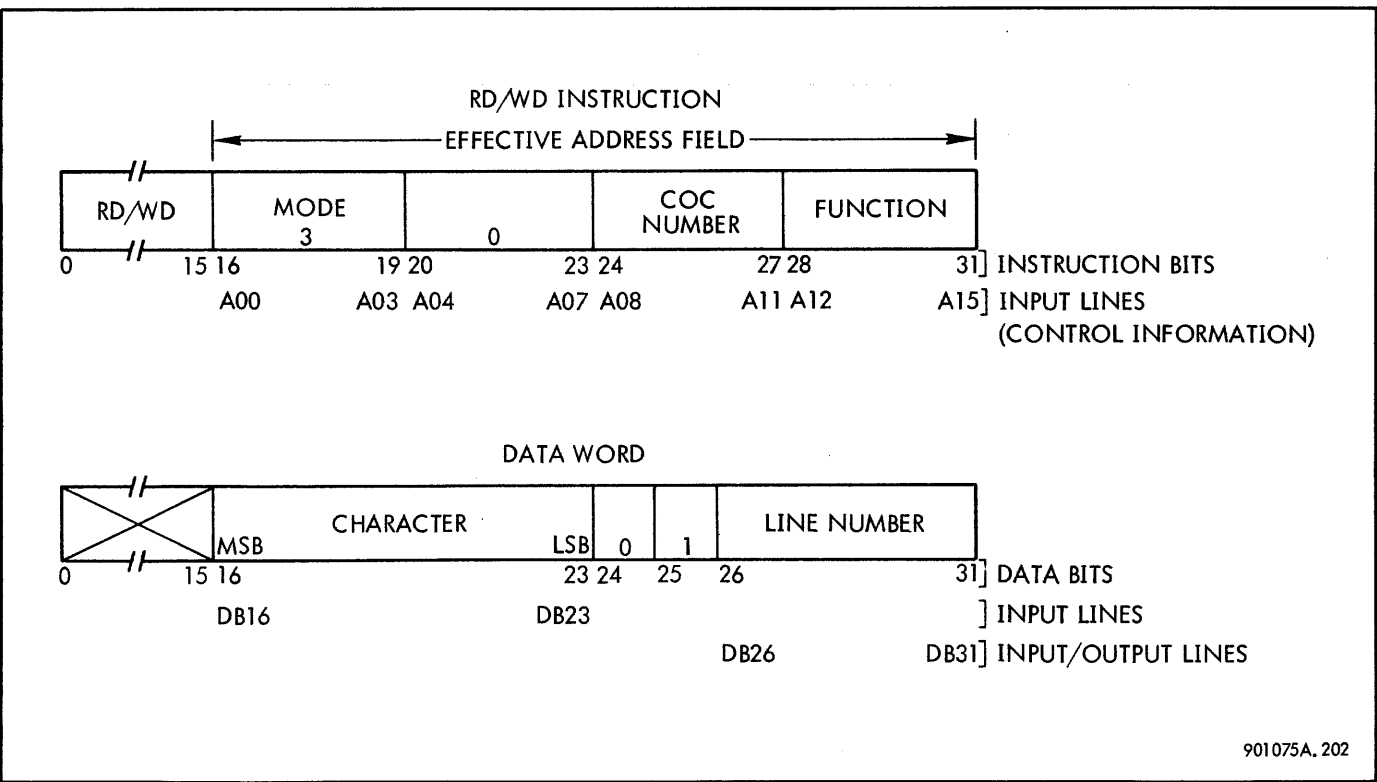 RD/WD INSTRUCTION
EFFECTIVE ADDRESS FIELD
RD/WD MODE 3 0 COC NUMBER FUNCTION
0 15 16 19 20 23 24 27 28 31] INSTRUCTION BITS
A00 A03 A04 A07 A08 A11 A12 A15] INPUT LINES
(CONTROL INFORMATION)
DATA WORD
MSB CHARACTER LSB 0 1 LINE NUMBER
0 15 16 23 24 25 26 31] DATA BITS
DB16 DB23 ] INPUT LINES
DB26 DB31] INPUT/OUTPUT LINES
901075A.202